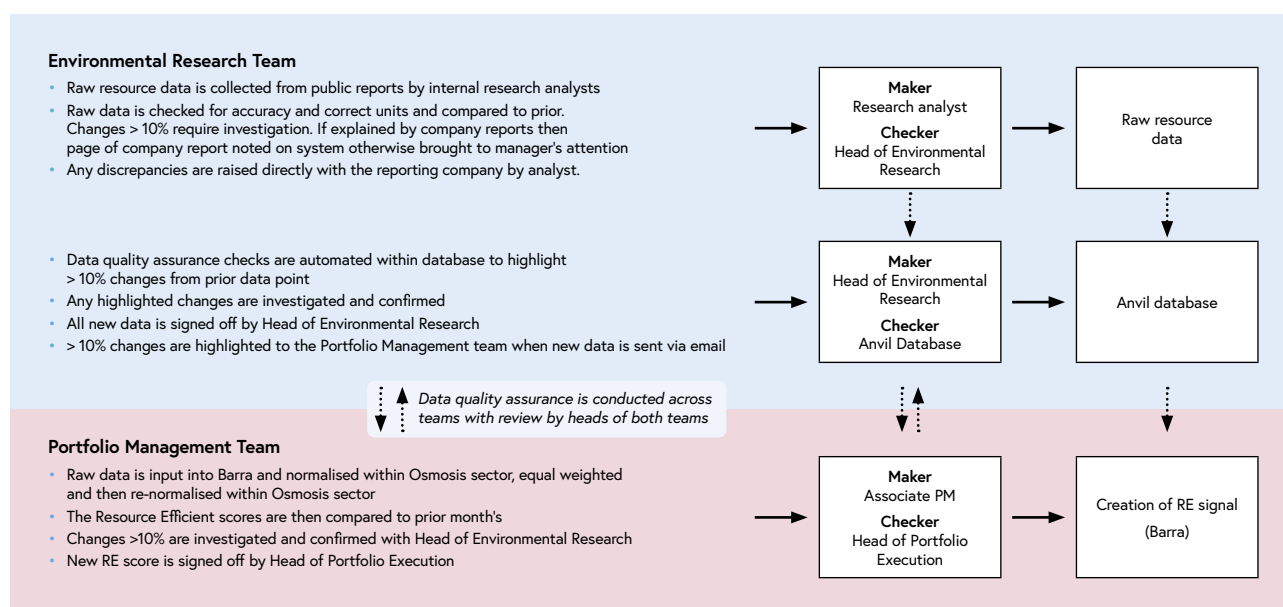 Environmental Research Team
• Raw resource data is collected from public reports by internal research analysts
• Raw data is checked for accuracy and correct units and compared to prior.
Changes > 10% require investigation. If explained by company reports then
page of company report noted on system otherwise brought to manager's attention
• Any discrepancies are raised directly with the reporting company by analyst.
Maker
Research analyst
Checker
Head of Environmental
Research
Raw resource
data
• Data quality assurance checks are automated within database to highlight
> 10% changes from prior data point
• Any highlighted changes are investigated and confirmed
• All new data is signed off by Head of Environmental Research
• > 10% changes are highlighted to the Portfolio Management team when new data is sent via email
Maker
Head of Environmental
Research
Checker
Anvil Database
Anvil database
Data quality assurance is conducted across
teams with review by heads of both teams
Portfolio Management Team
• Raw data is input into Barra and normalised within Osmosis sector, equal weighted
and then re-normalised within Osmosis sector
• The Resource Efficient scores are then compared to prior month's
• Changes >10% are investigated and confirmed with Head of Environmental Research
• New RE score is signed off by Head of Portfolio Execution
Maker
Associate PM
Checker
Head of Portfolio
Execution
Creation of RE signal
(Barra)